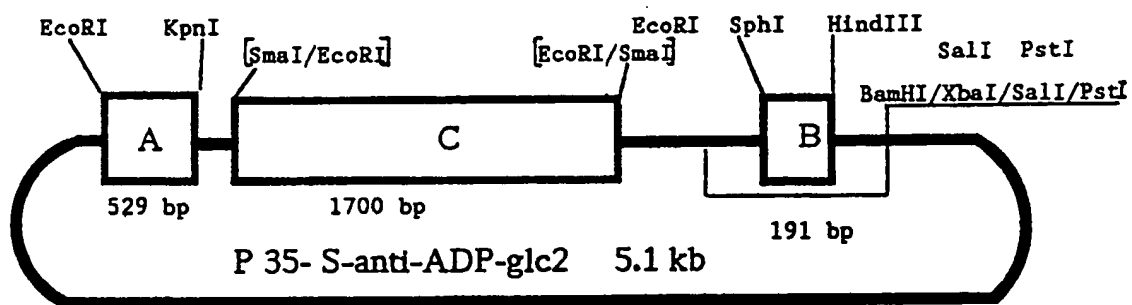 EcoRI KpnI EcoRI SphI HindIII
[SmaI/EcoRI] [EcoRI/SmaI] SalI PstI
BamHI/XbaI/SalI/PstI
A C B
529 bp 1700 bp 191 bp
P 35- S-anti-ADP-glc2 5.1 kb